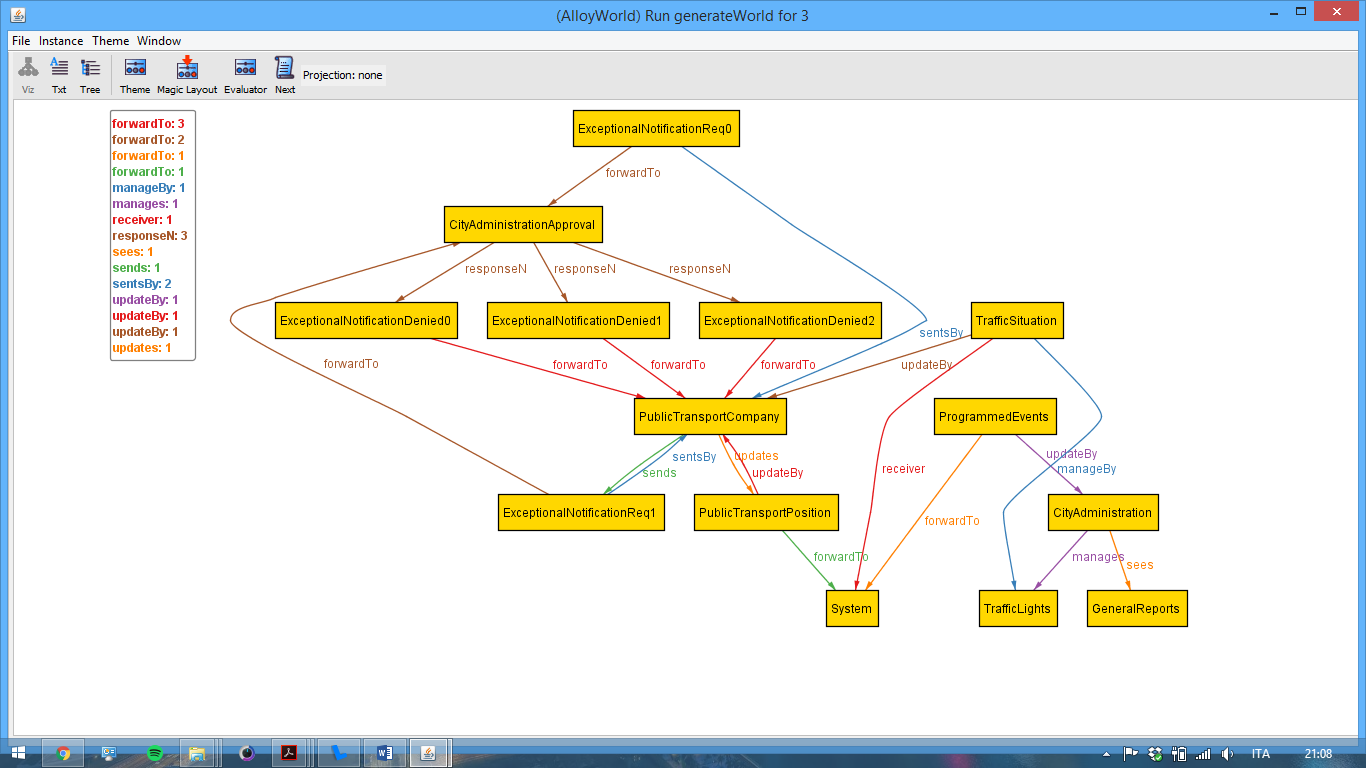 (AlloyWorld) Run generateWorld for 3
File Instance Theme Window
Viz Txt Tree Theme Magic Layout Evaluator Next Projection: none
forwardTo: 3
forwardTo: 2
forwardTo: 1
forwardTo: 1
manageBy: 1
manages: 1
receiver: 1
responseN: 3
sees: 1
sends: 1
sentsBy: 2
updateBy: 1
updateBy: 1
updateBy: 1
updates: 1
ExceptionalNotificationReq0
forwardTo
CityAdministrationApproval
responseN responseN responseN
ExceptionalNotificationDenied0 ExceptionalNotificationDenied1 ExceptionalNotificationDenied2 TrafficSituation
sentsBy
forwardTo forwardTo forwardTo forwardTo updateBy
PublicTransportCompany ProgrammedEvents
sentsBy updates updateBy
sends updateBy receiver manageBy
ExceptionalNotificationReq1 PublicTransportPosition CityAdministration
forwardTo
forwardTo manages sees
System TrafficLights GeneralReports
ITA 21:08